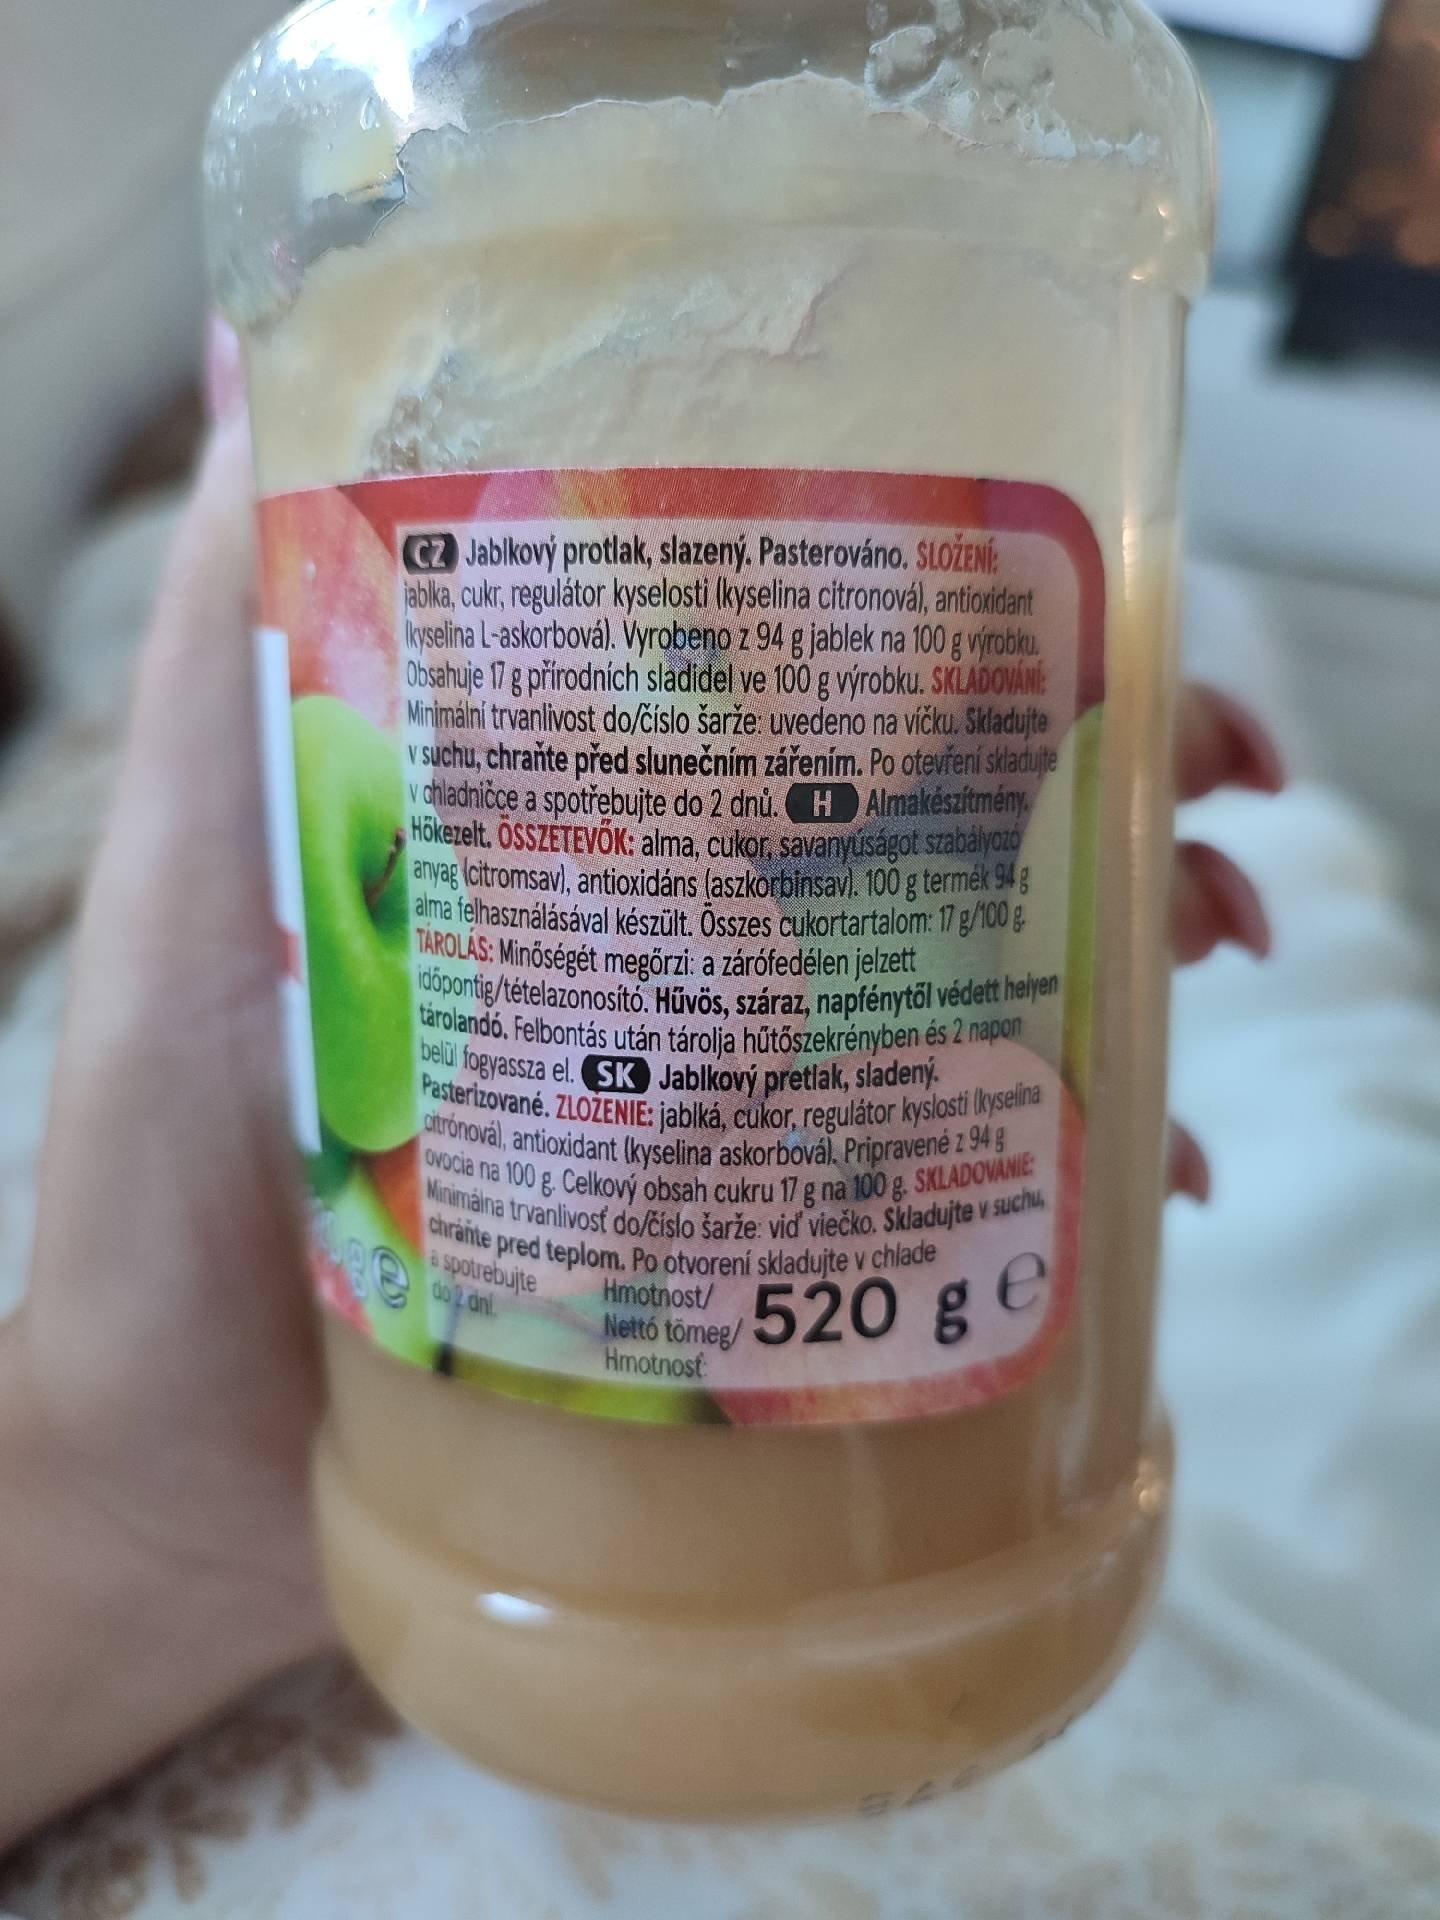 CZ Jablkový protlak, slazený. Pasterováno. SLOŽENÍ:
jablka, cukr, regulátor kyselosti (kyselina citronová), antioxidant
(kyselina L-askorbová). Vyrobeno z 94 g jablek na 100 g výrobku.
Obsahuje 17 g přírodních sladidel ve 100 g výrobku. SKLADOVÁNÍ:
Minimální trvanlivost do/číslo šarže: uvedeno na víčku. Skladujte
v suchu, chraňte před slunečním zářením. Po otevření skladujte
v chladničce a spotřebujte do 2 dnů. H Almakészítmény.
Hőkezelt. ÖSSZETEVŐK: alma, cukor, savanyúságot szabályozó
anyag (citromsav), antioxidáns (aszkorbinsav). 100 g termék 94 g
alma felhasználásával készült. Összes cukortartalom: 17 g/100 g.
TÁROLÁS: Minőségét megőrzi: a zárófedélen jelzett
időpontig/tételazonosító. Hűvös, száraz, napfénytől védett helyen
tárolandó. Felbontás után tárolja hűtőszekrényben és 2 napon
belül fogyassza el. SK Jablkový pretlak, sladený.
Pasterizované. ZLOŽENIE: jablká, cukor, regulátor kyslosti (kyselina
citrónová), antioxidant (kyselina askorbová). Pripravené z 94 g
ovocia na 100 g. Celkový obsah cukru 17 g na 100 g. SKLADOVANIE:
Minimálna trvanlivosť do/číslo šarže: viď viečko. Skladujte v suchu,
chráňte pred teplom. Po otvorení skladujte v chlade
a spotrebujte
do 2 dní.
Hmotnost/
Nettó tömeg/
Hmotnosť:
520 g e
g e